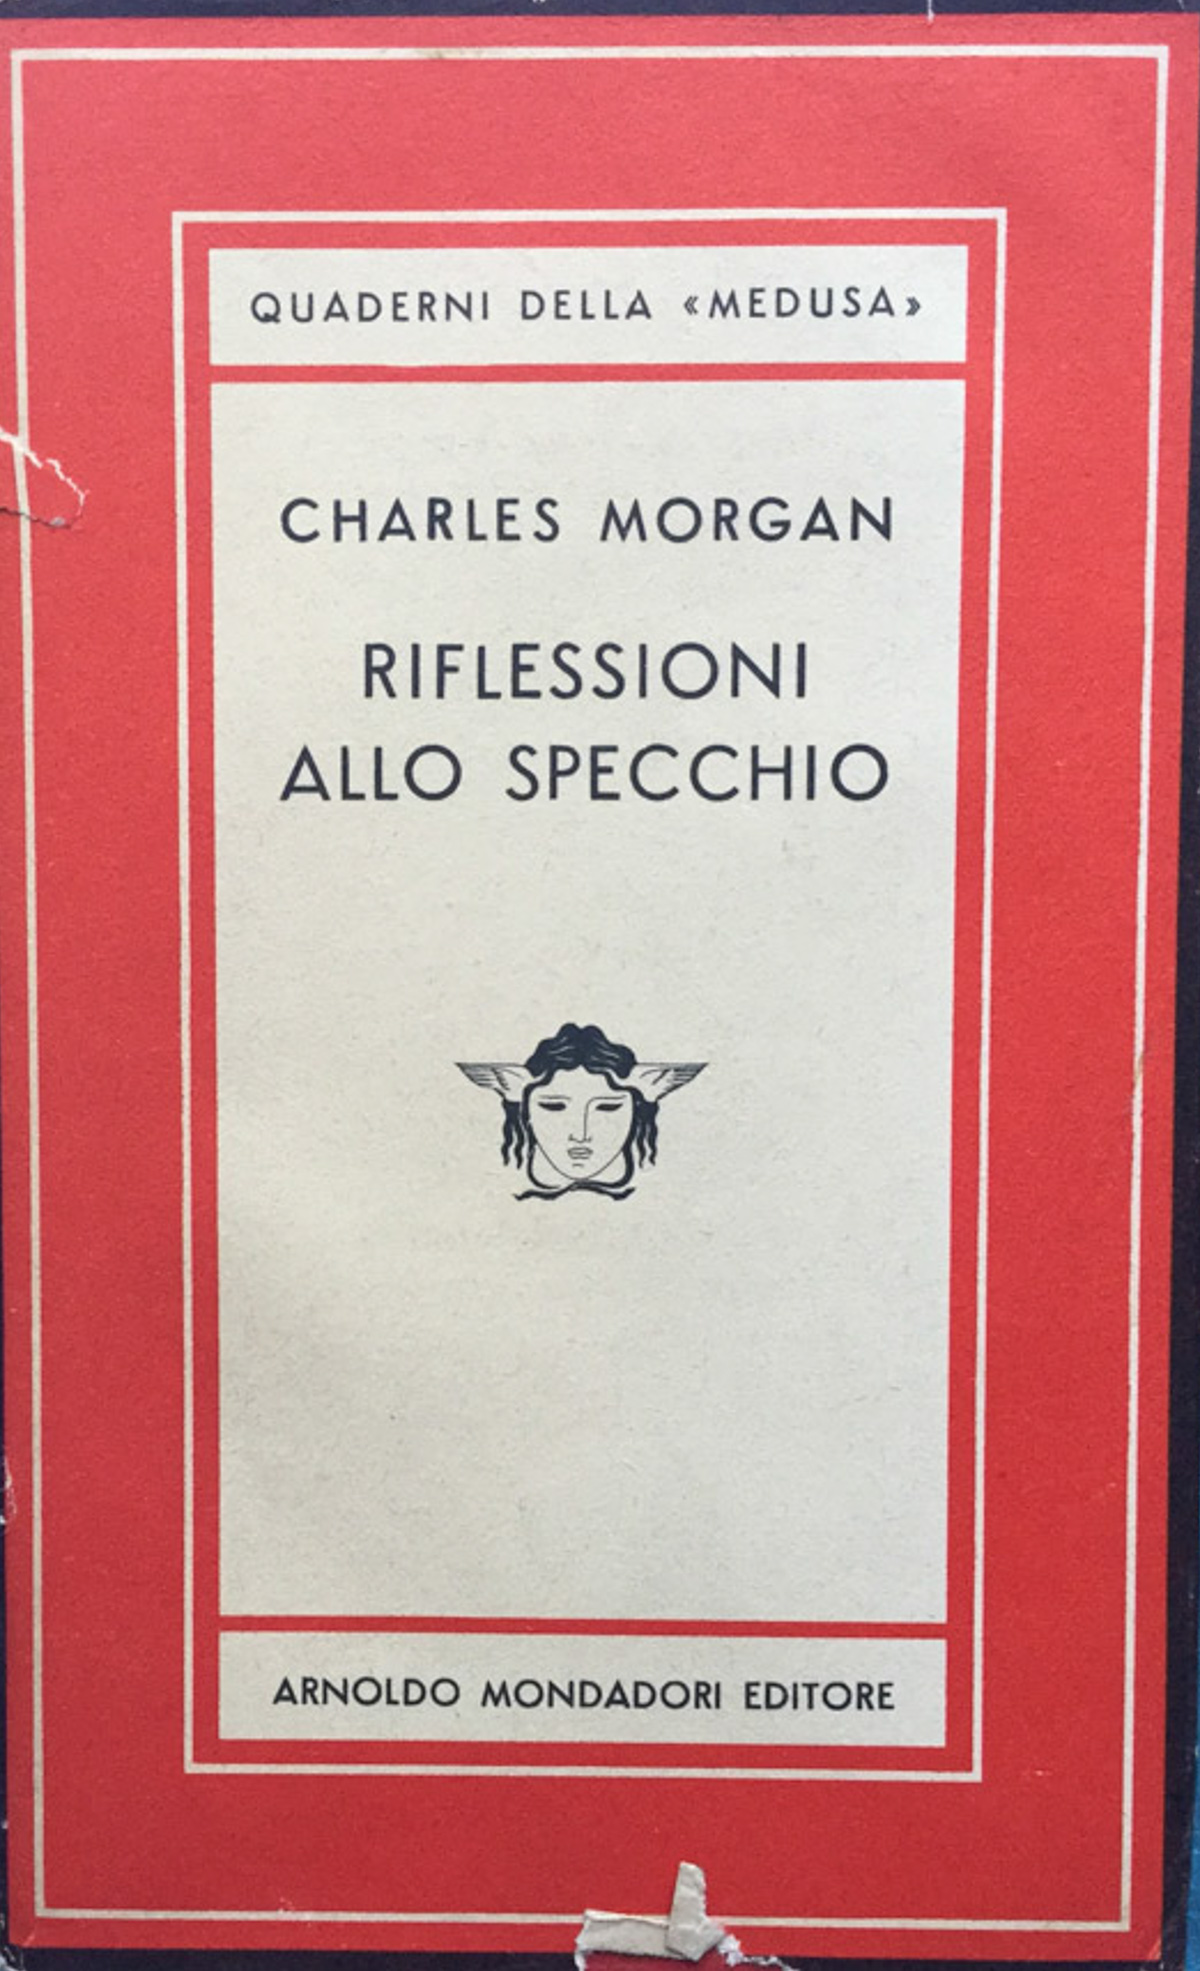 QUADERNI DELLA «MEDUSA»
CHARLES MORGAN
RIFLESSIONI
ALLO SPECCHIO
ARNOLDO MONDADORI EDITORE